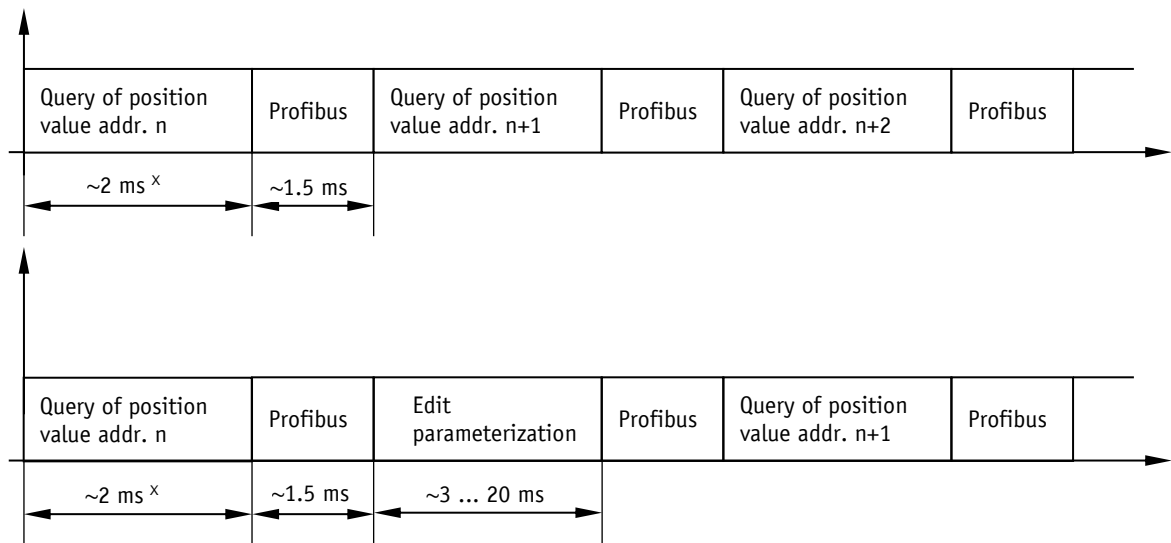 Query of position
value addr. n
Profibus
Query of position
value addr. n+1
Profibus
Query of position
value addr. n+2
Profibus
~2 ms x
~1.5 ms
Query of position
value addr. n
Profibus
Edit
parameterization
Profibus
Query of position
value addr. n+1
Profibus
~2 ms x
~1.5 ms
~3 ... 20 ms